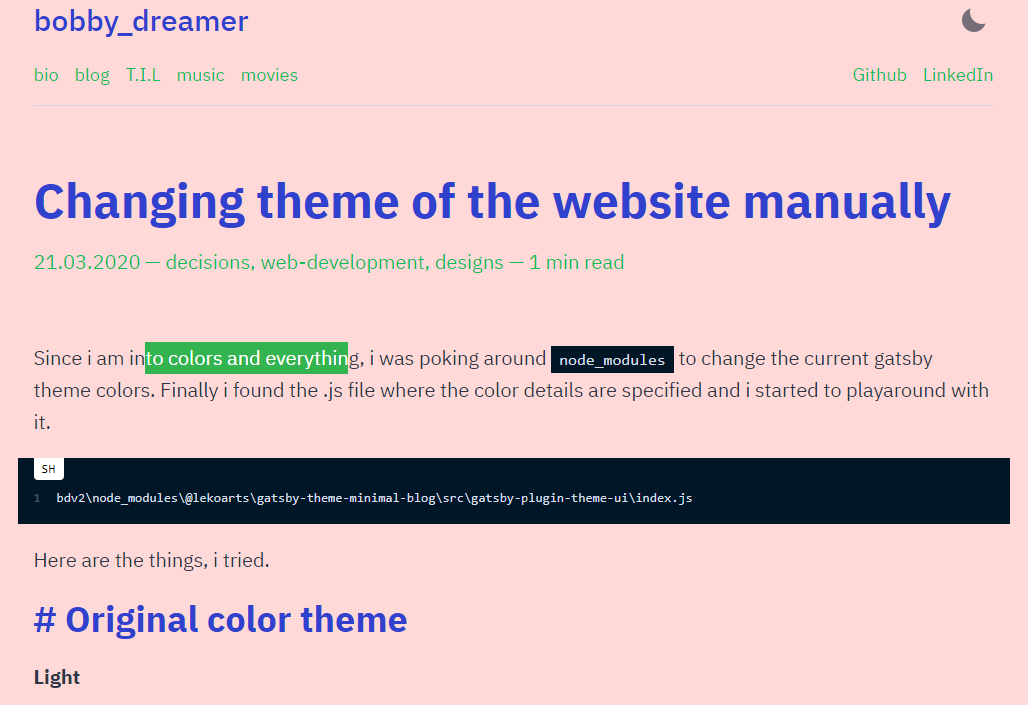 bobby_dreamer
bio blog T.I.L music movies Github LinkedIn
Changing theme of the website manually
21.03.2020 — decisions, web-development, designs — 1 min read
Since i am into colors and everything, i was poking around node_modules to change the current gatsby
theme colors. Finally i found the .js file where the color details are specified and i started to playaround with
it.
SH
1 bdv2\node_modules\@lekoarts\gatsby-theme-minimal-blog\src\gatsby-plugin-theme-ui\index.js
Here are the things, i tried.
# Original color theme
Light